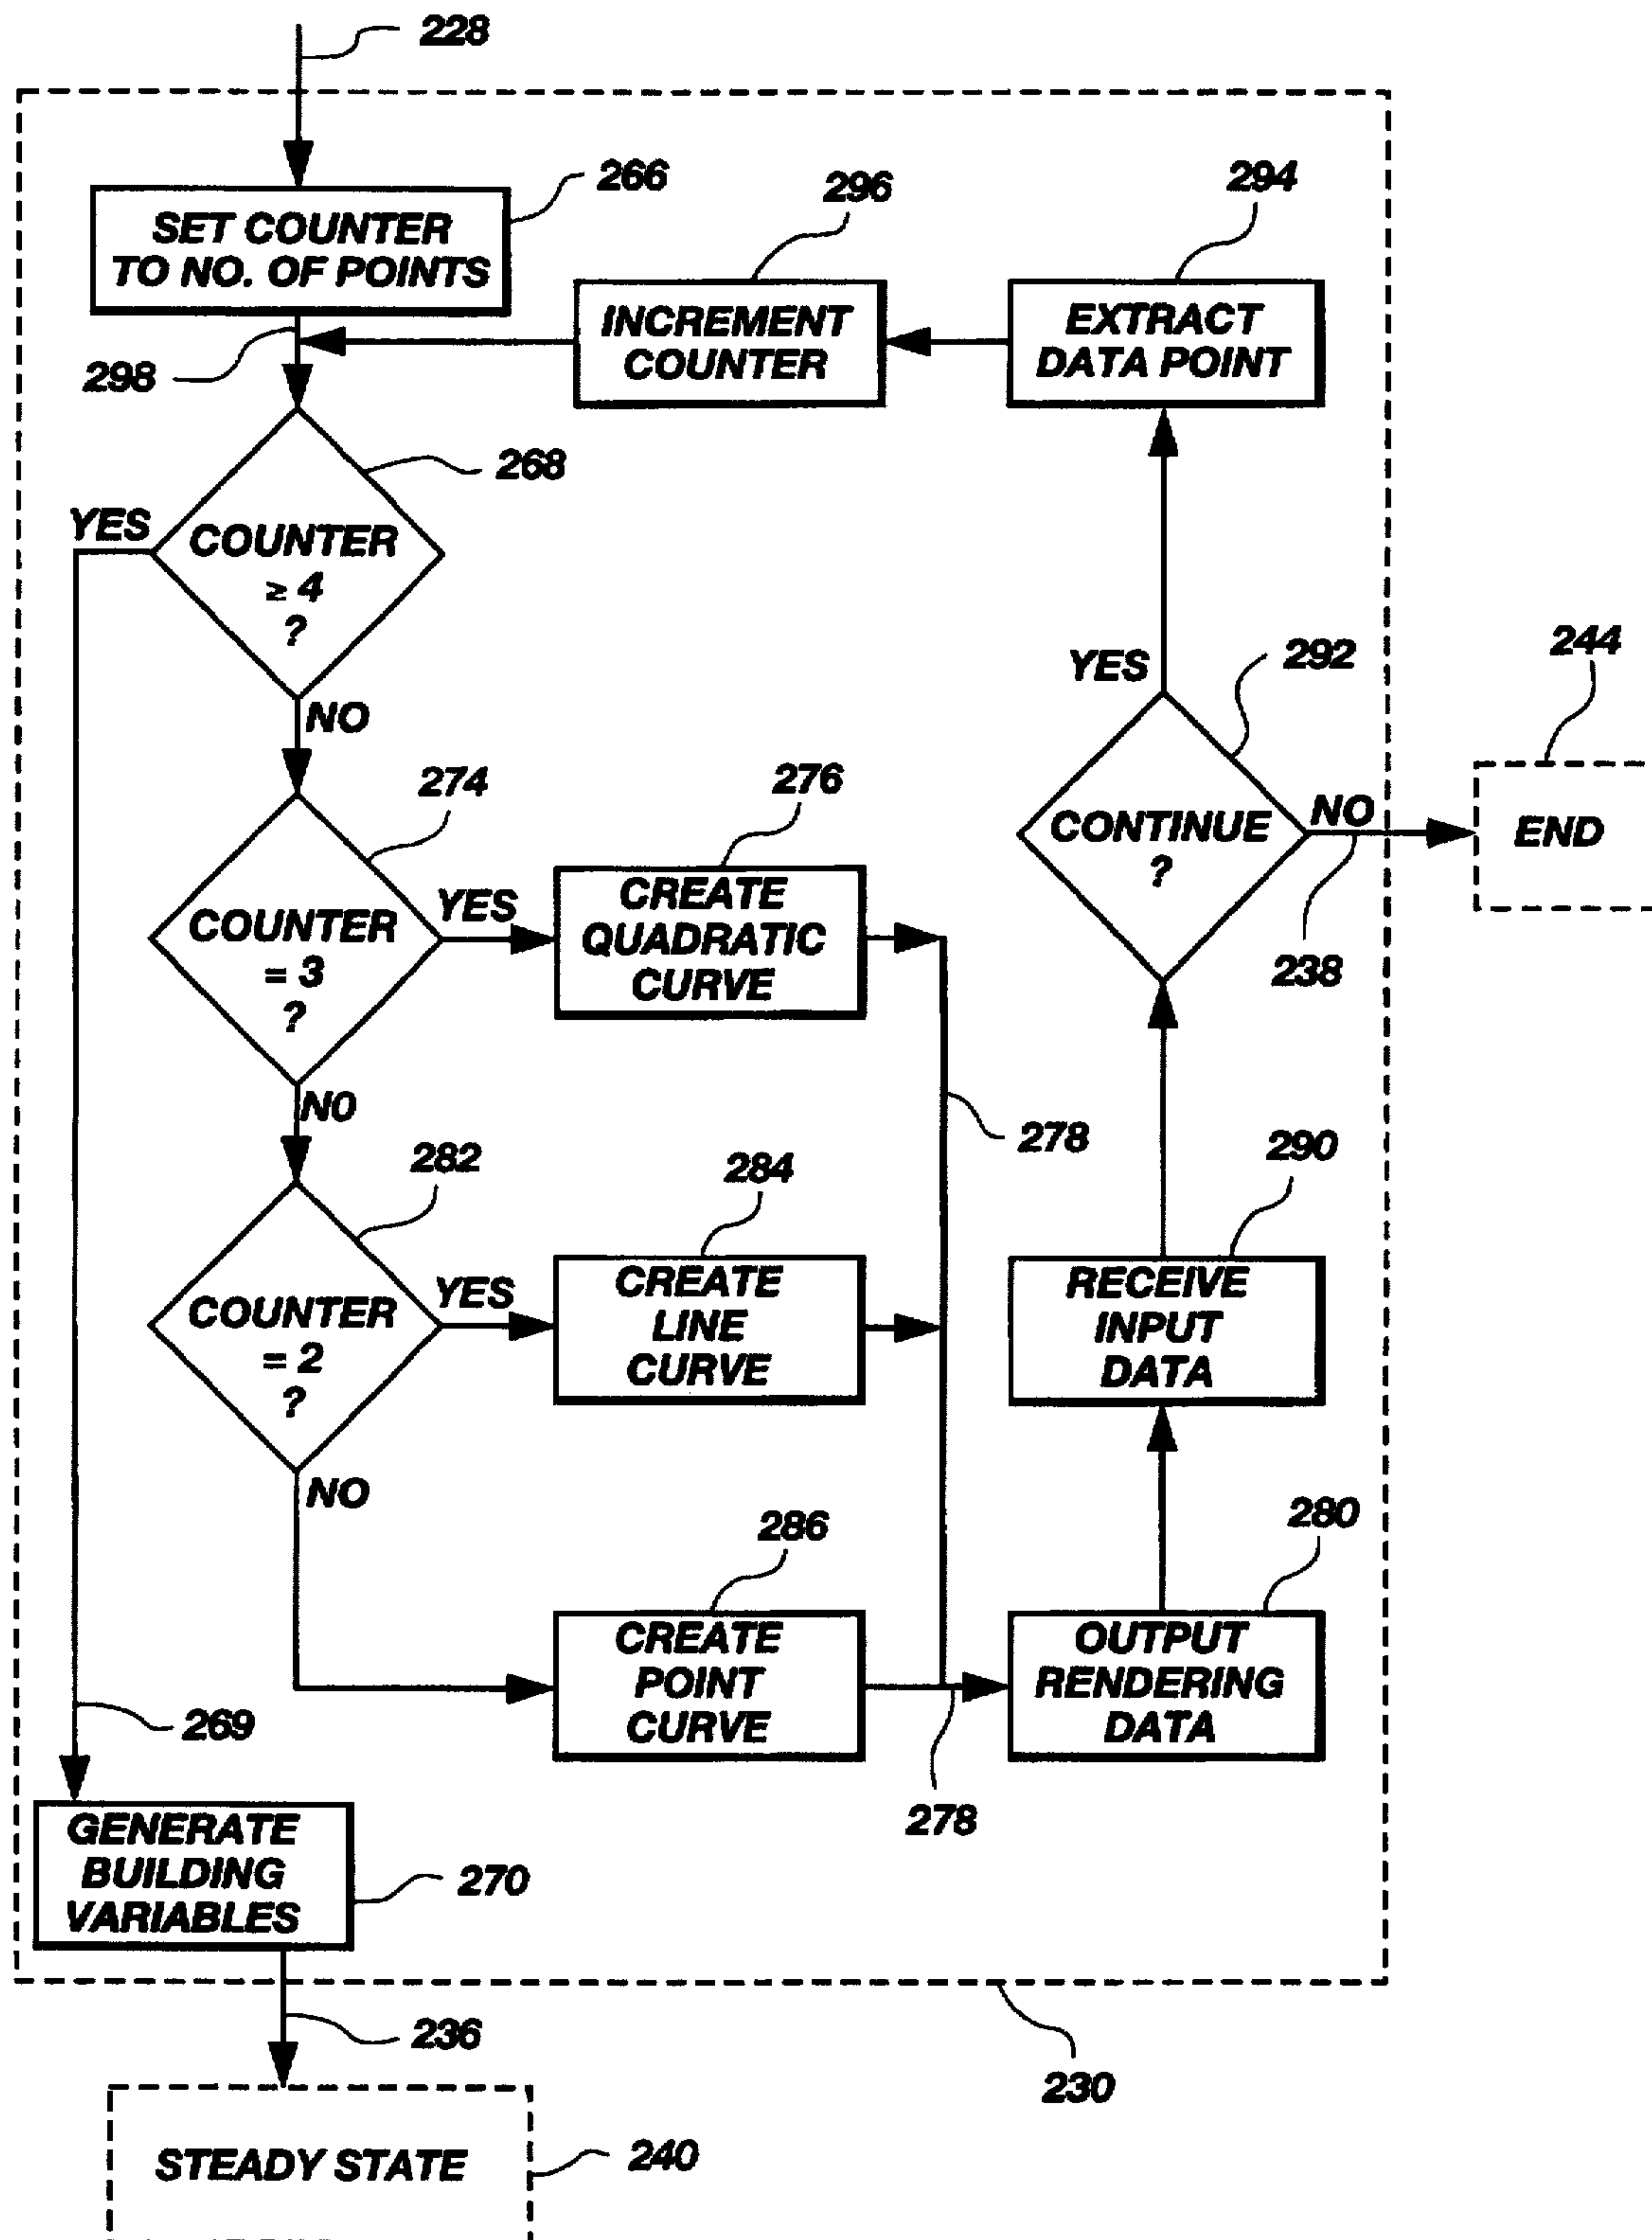 228
266
SET COUNTER
TO NO. OF POINTS
296
INCREMENT
COUNTER
294
EXTRACT
DATA POINT
298
268
YES
COUNTER
≥ 4
?
NO
274
COUNTER
= 3
?
YES
276
CREATE
QUADRATIC
CURVE
YES
292
CONTINUE
?
NO
238
244
END
NO
278
282
COUNTER
= 2
?
YES
284
CREATE
LINE
CURVE
290
RECEIVE
INPUT
DATA
NO
286
CREATE
POINT
CURVE
280
OUTPUT
RENDERING
DATA
278
269
GENERATE
BUILDING
VARIABLES
270
236
230
STEADY STATE
240